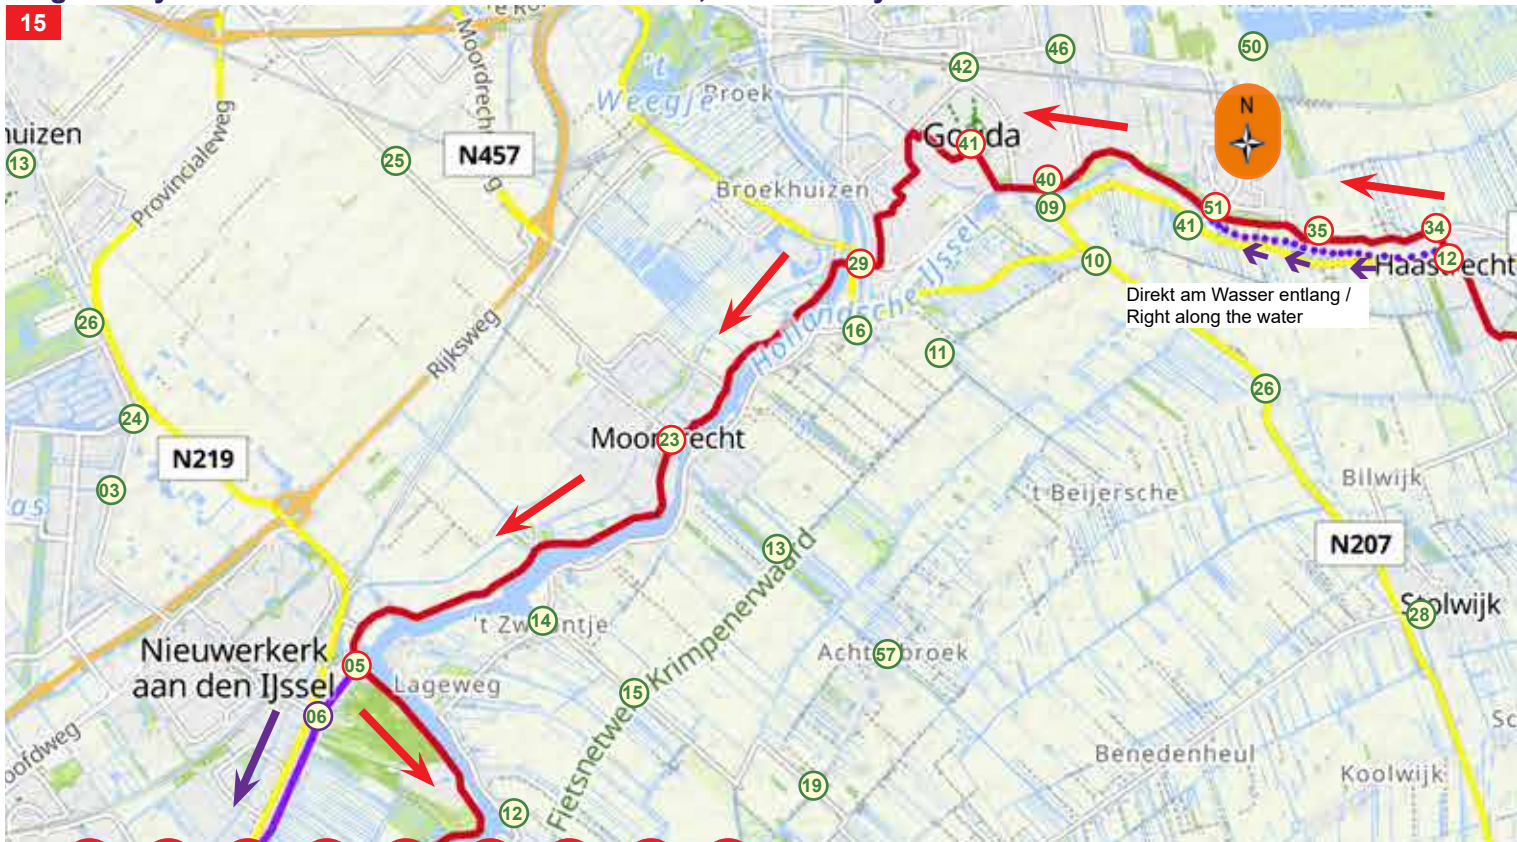 15
50
46
42
't
Weegje
Broek
Moordrecht
N457
Gouda
41
N
huizen
13
25
Provincialeweg
Broekhuizen
40
09
51
41
35
34
12
Haastrecht
29
10
Hollandsche IJssel
Direkt am Wasser entlang /
Right along the water
26
16
11
Rijksweg
26
24
Moordrecht
23
N219
03
't Beijersche
Bilwijk
13
N207
14
't Zwaantje
Stolwijk
28
Nieuwerkerk
aan den IJssel
05
Lageweg
06
Achterbroek
57
15
Fietsnetwerk Krimpenerwaard
Benedenheul
Koolwijk
19
12